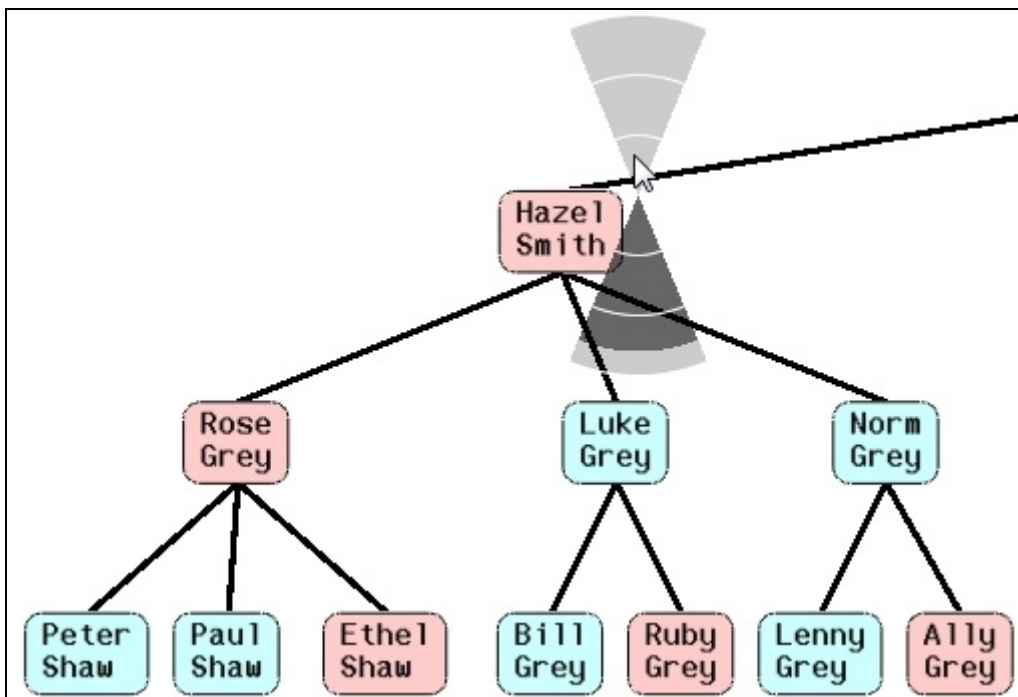 Hazel
Smith
Rose
Grey
Luke
Grey
Norm
Grey
Peter
Shaw
Paul
Shaw
Ethel
Shaw
Bill
Grey
Ruby
Grey
Lenny
Grey
Ally
Grey